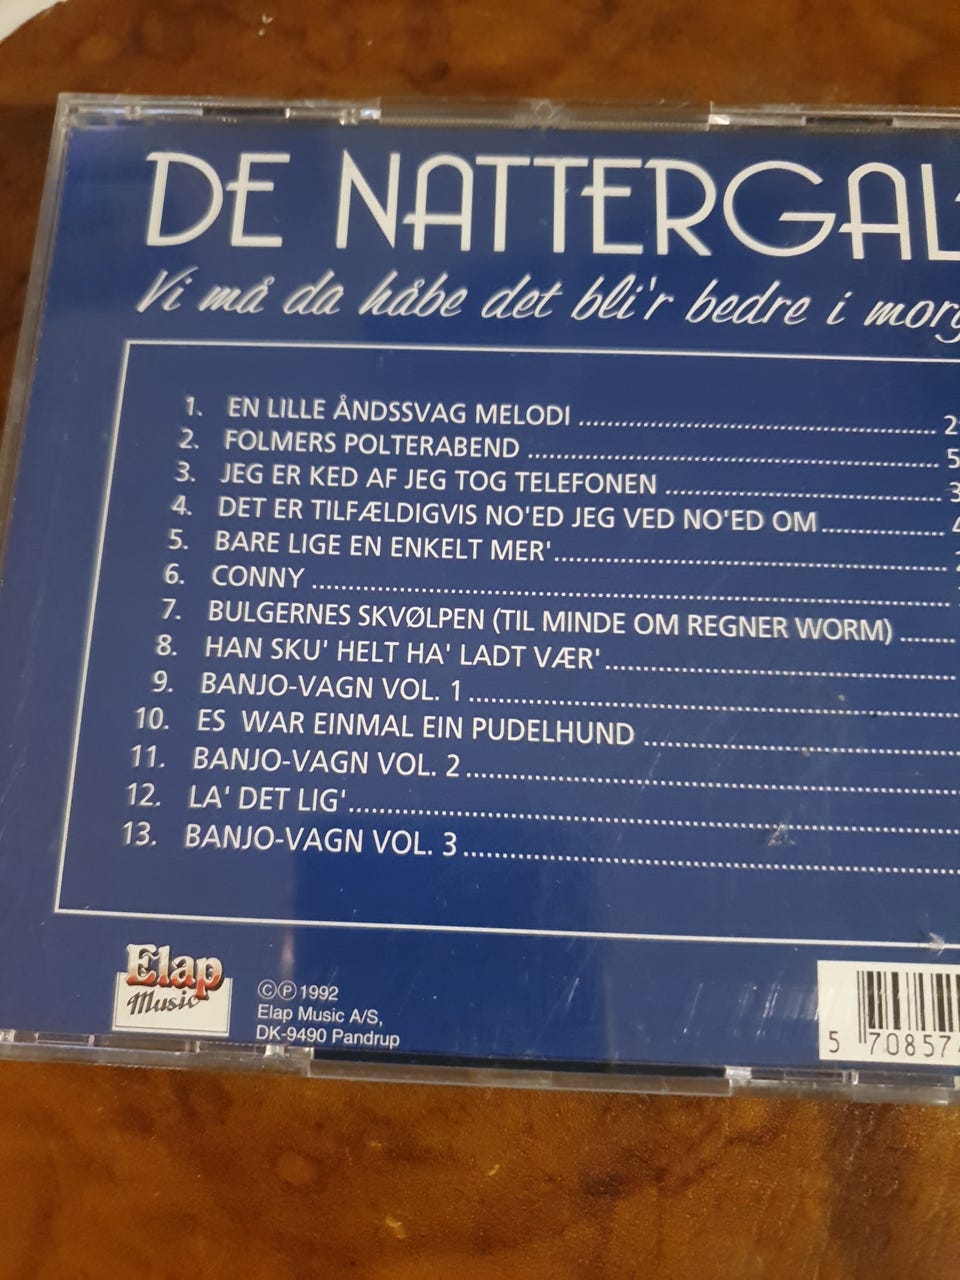 DE NATTERGAL
Vi må da håbe det bli'r bedre i morg
1. EN LILLE ÅNDSSVAG MELODI ........ 2
2. FOLMERS POLTERABEND ........ 5
3. JEG ER KED AF JEG TOG TELEFONEN ........ 3
4. DET ER TILFÆLDIGVIS NO'ED JEG VED NO'ED OM ........ 4
5. BARE LIGE EN ENKELT MER' ........ 2
6. CONNY ........
7. BULGERNES SKVØLPEN (TIL MINDE OM REGNER WORM) ........
8. HAN SKU' HELT HA' LADT VÆR' ........
9. BANJO-VAGN VOL. 1 ........
10. ES WAR EINMAL EIN PUDELHUND ........
11. BANJO-VAGN VOL. 2 ........
12. LA' DET LIG' ........
13. BANJO-VAGN VOL. 3 ........
Elap
Music
©℗ 1992
Elap Music A/S,
DK-9490 Pandrup
5 70857